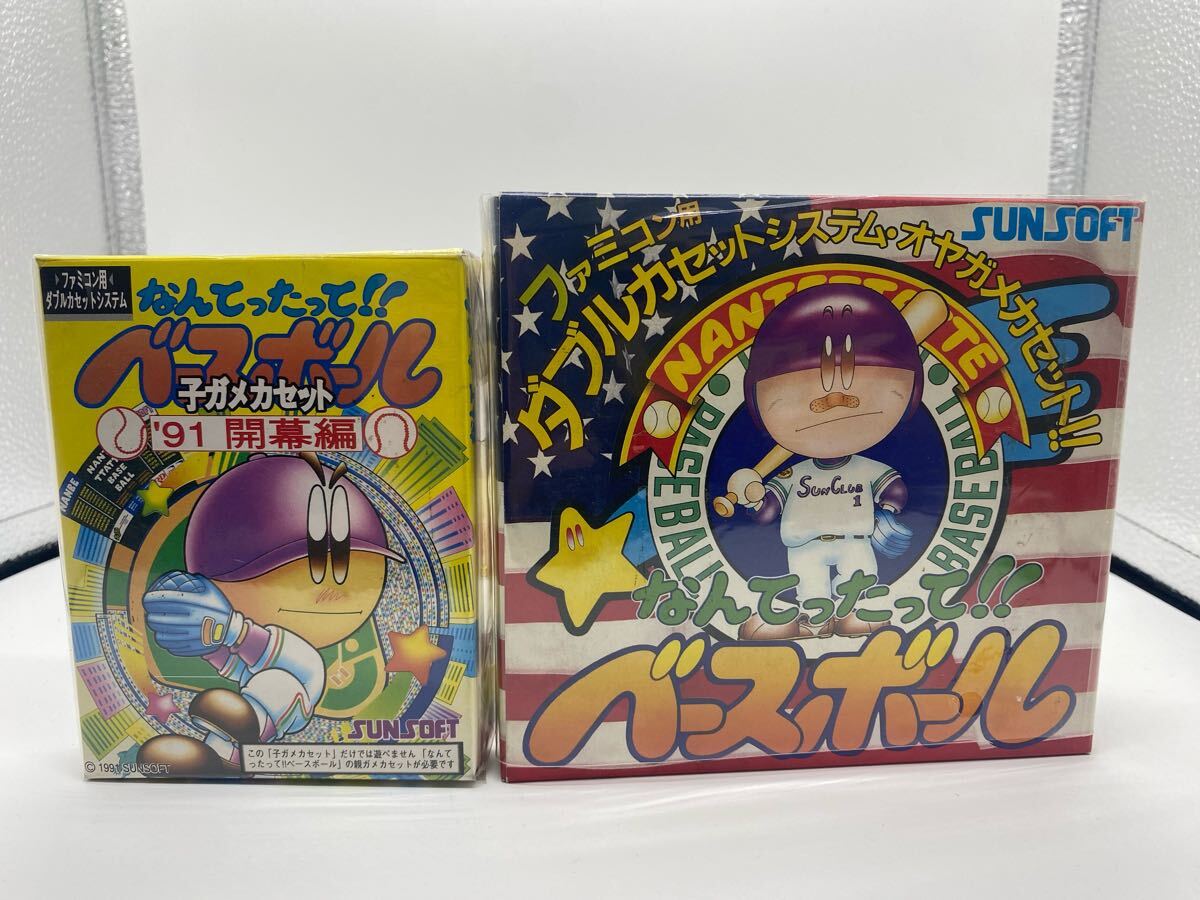 ▶ファミコン用◀
ダブルカセットシステム
なんてったって!!
ベースボール
子ガメカセット
'91 開幕編
NANTTATTE
BASE
BALL
SUNSOFT
この「子ガメカセット」だけでは遊べません「なんて
ったって!!ベースボール」の親ガメカセットが必要です
© 1991 SUNSOFT
ファミコン用
ダブルカセットシステム・オヤガメカセット!!
SUNSOFT
BASEBALL
BASEBALL
SUNCLUB
1
なんてったって!!
ベースボール